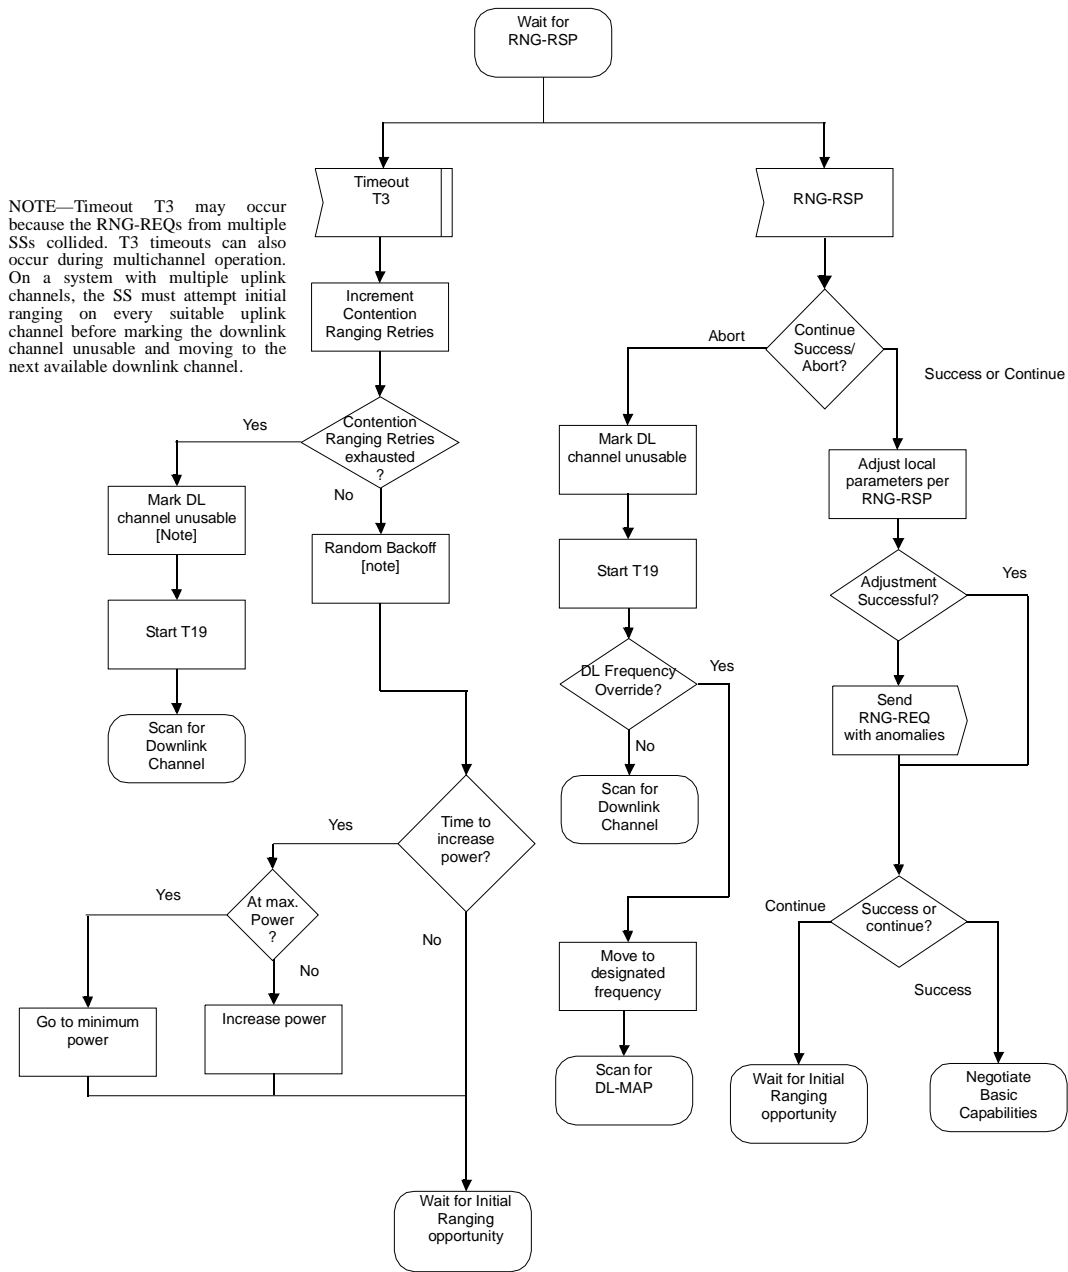 Wait for
RNG-RSP
Timeout
T3
RNG-RSP
NOTE—Timeout T3 may occur
because the RNG-REQs from multiple
SSs collided. T3 timeouts can also
occur during multichannel operation.
On a system with multiple uplink
channels, the SS must attempt initial
ranging on every suitable uplink
channel before marking the downlink
channel unusable and moving to the
next available downlink channel.
Increment
Contention
Ranging Retries
Continue
Success/
Abort?
Abort
Success or Continue
Contention
Ranging Retries
exhausted
?
Yes
No
Mark DL
channel unusable
Adjust local
parameters per
RNG-RSP
Mark DL
channel unusable
[Note]
Random Backoff
[note]
Start T19
Adjustment
Successful?
Yes
Start T19
DL Frequency
Override?
Yes
No
Send
RNG-REQ
with anomalies
Scan for
Downlink
Channel
Scan for
Downlink
Channel
Time to
increase
power?
Yes
No
At max.
Power
?
Yes
No
Success or
continue?
Continue
Success
Move to
designated
frequency
Go to minimum
power
Increase power
Scan for
DL-MAP
Wait for Initial
Ranging
opportunity
Negotiate
Basic
Capabilities
Wait for Initial
Ranging
opportunity